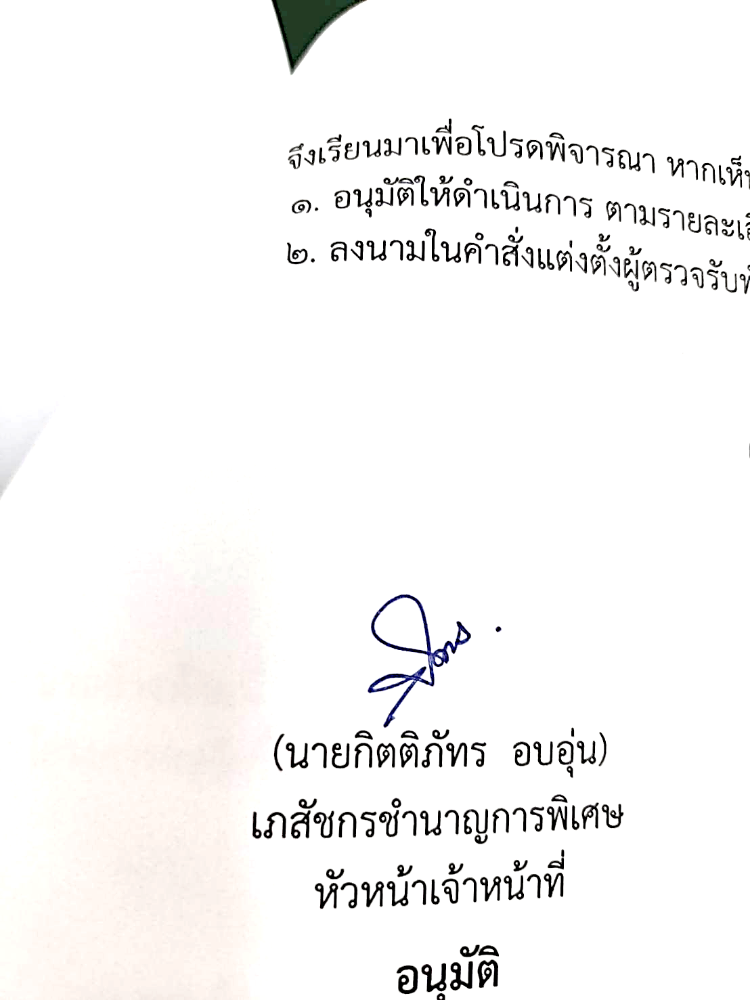 จึงเรียนมาเพื่อโปรดพิจารณา หากเห็น
๑. อนุมัติให้ดำเนินการ ตามรายละเอี
๒. ลงนามในคำสั่งแต่งตั้งผู้ตรวจรับพั
(นายกิตติภัทร อบอุ่น)
เภสัชกรชำนาญการพิเศษ
หัวหน้าเจ้าหน้าที่
อนุมัติ